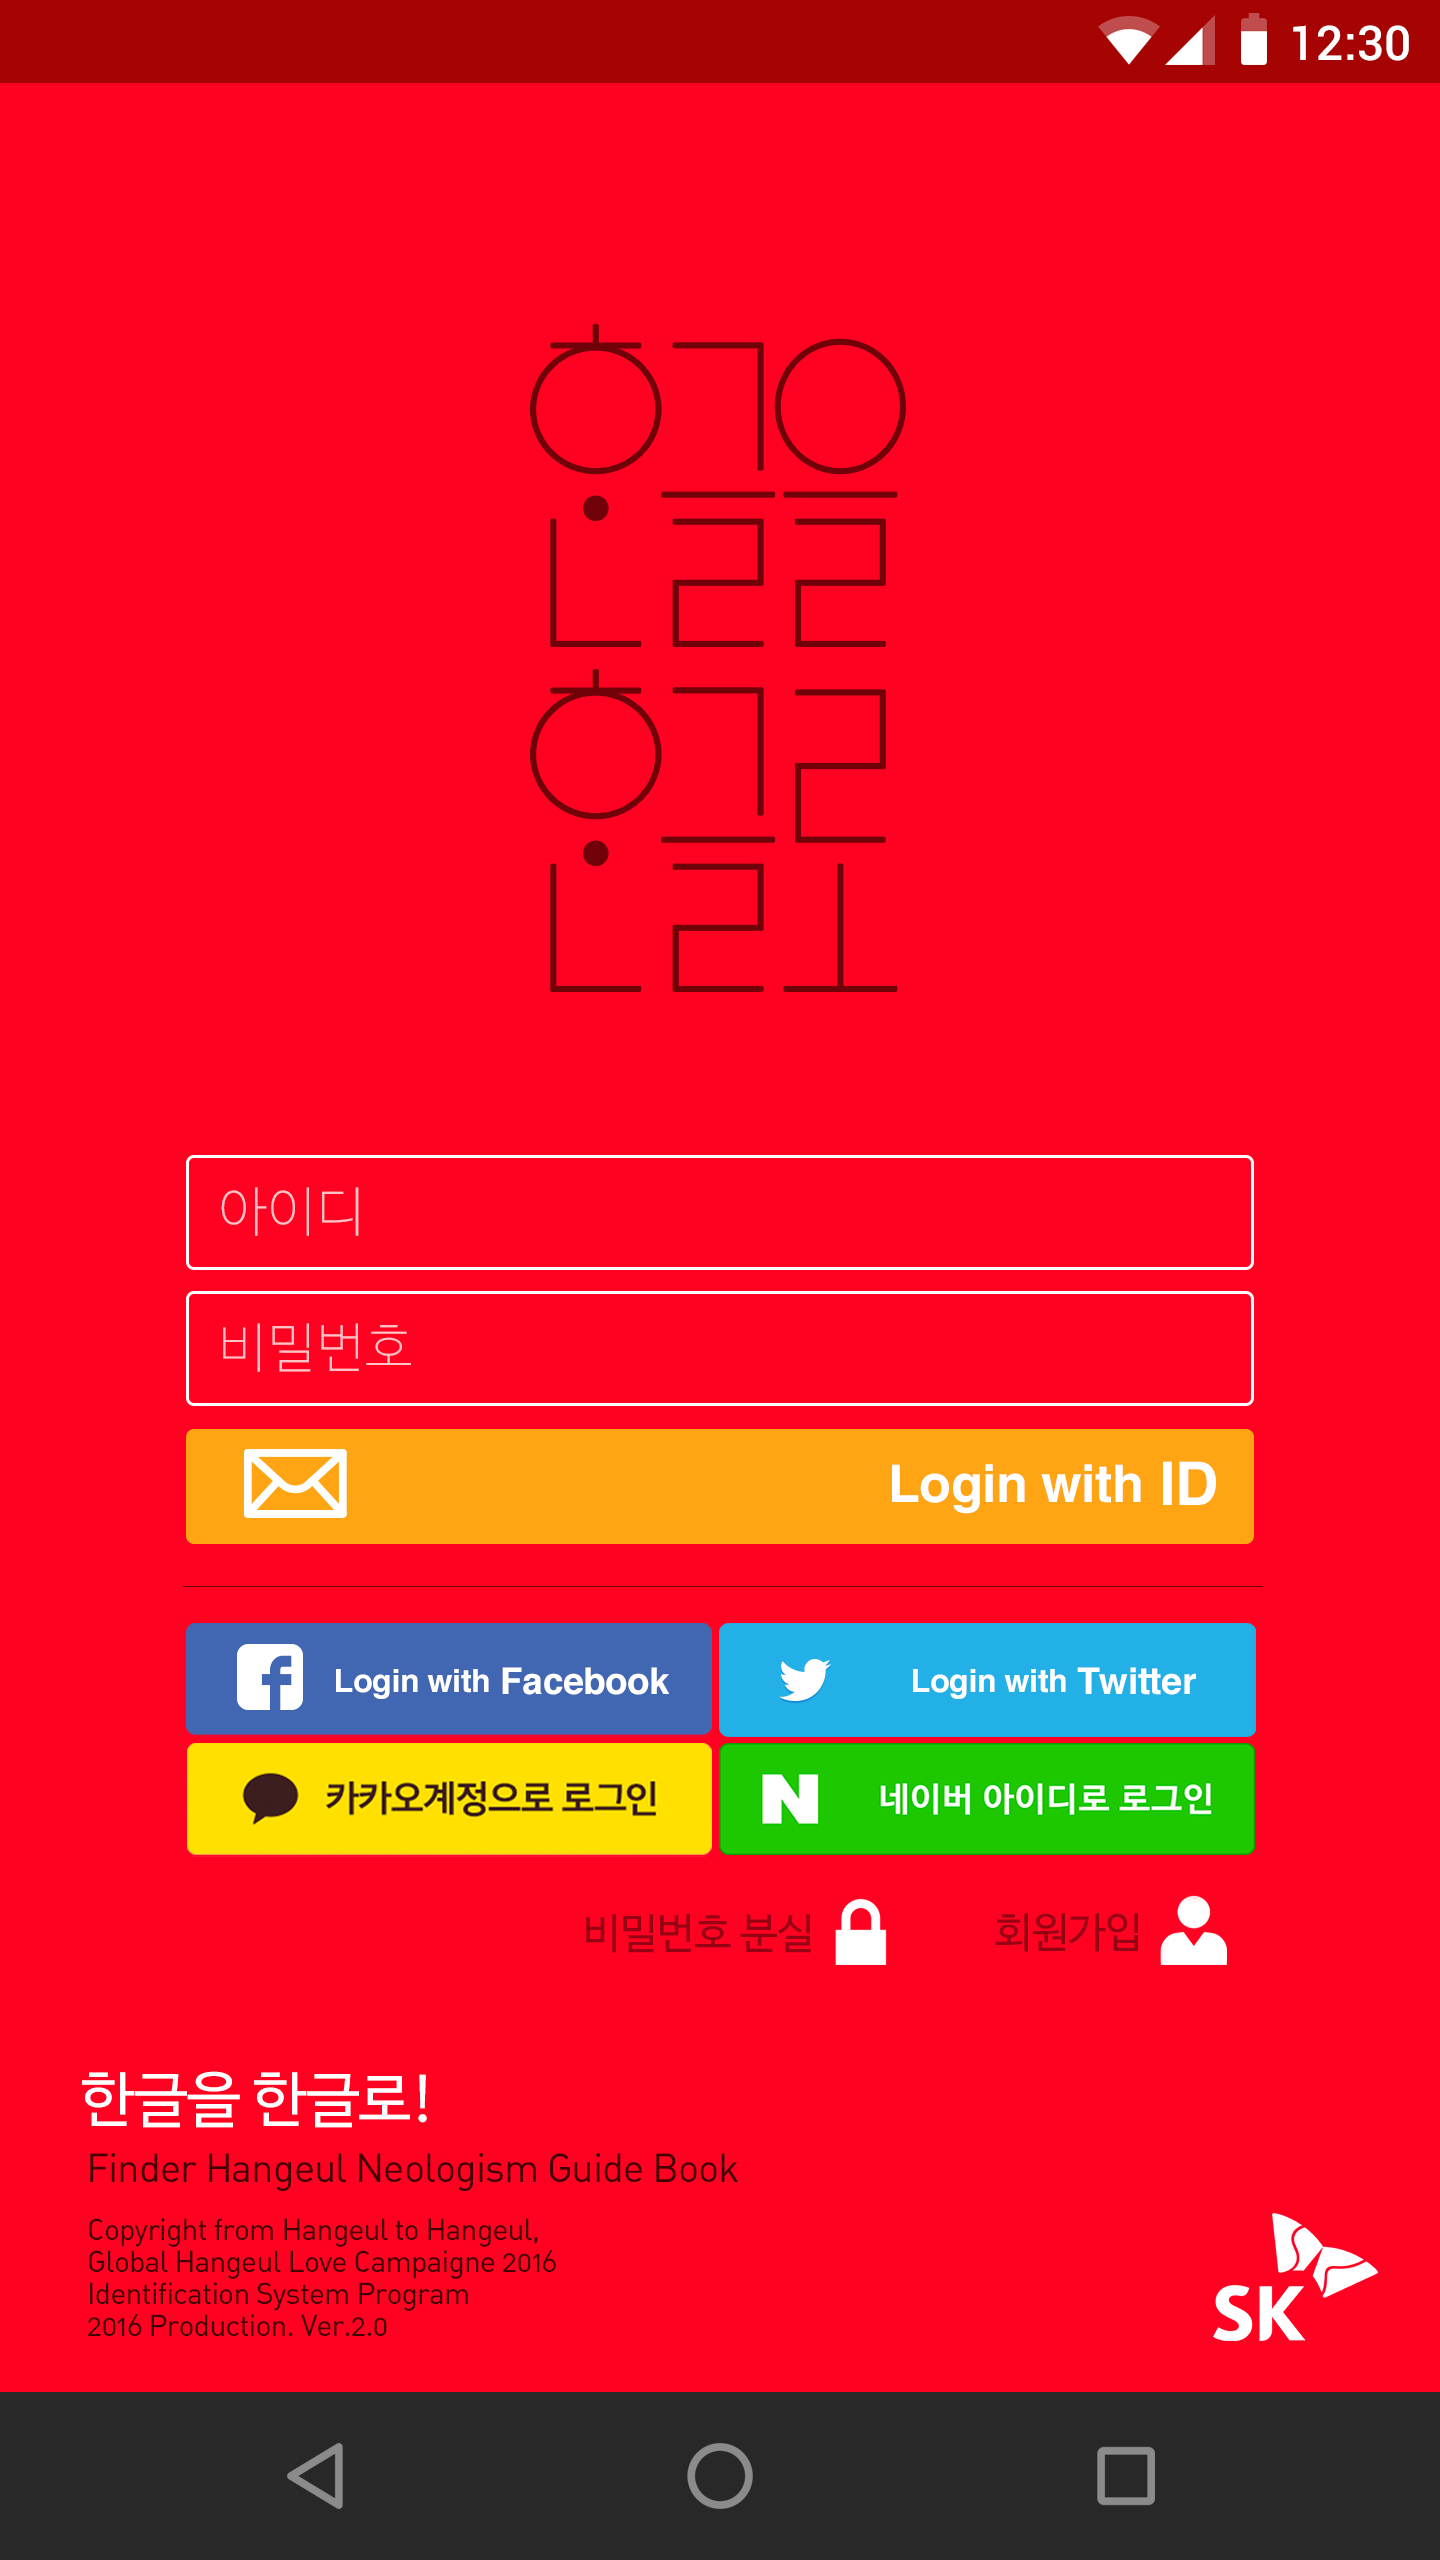 12:30
한글을
한글로
아이디
비밀번호
Login with ID
Login with Facebook
Login with Twitter
카카오계정으로 로그인
네이버 아이디로 로그인
비밀번호 분실
회원가입
한글을 한글로!
Finder Hangeul Neologism Guide Book
Copyright from Hangeul to Hangeul,
Global Hangeul Love Campaigne 2016
Identification System Program
2016 Production. Ver.2.0
SK